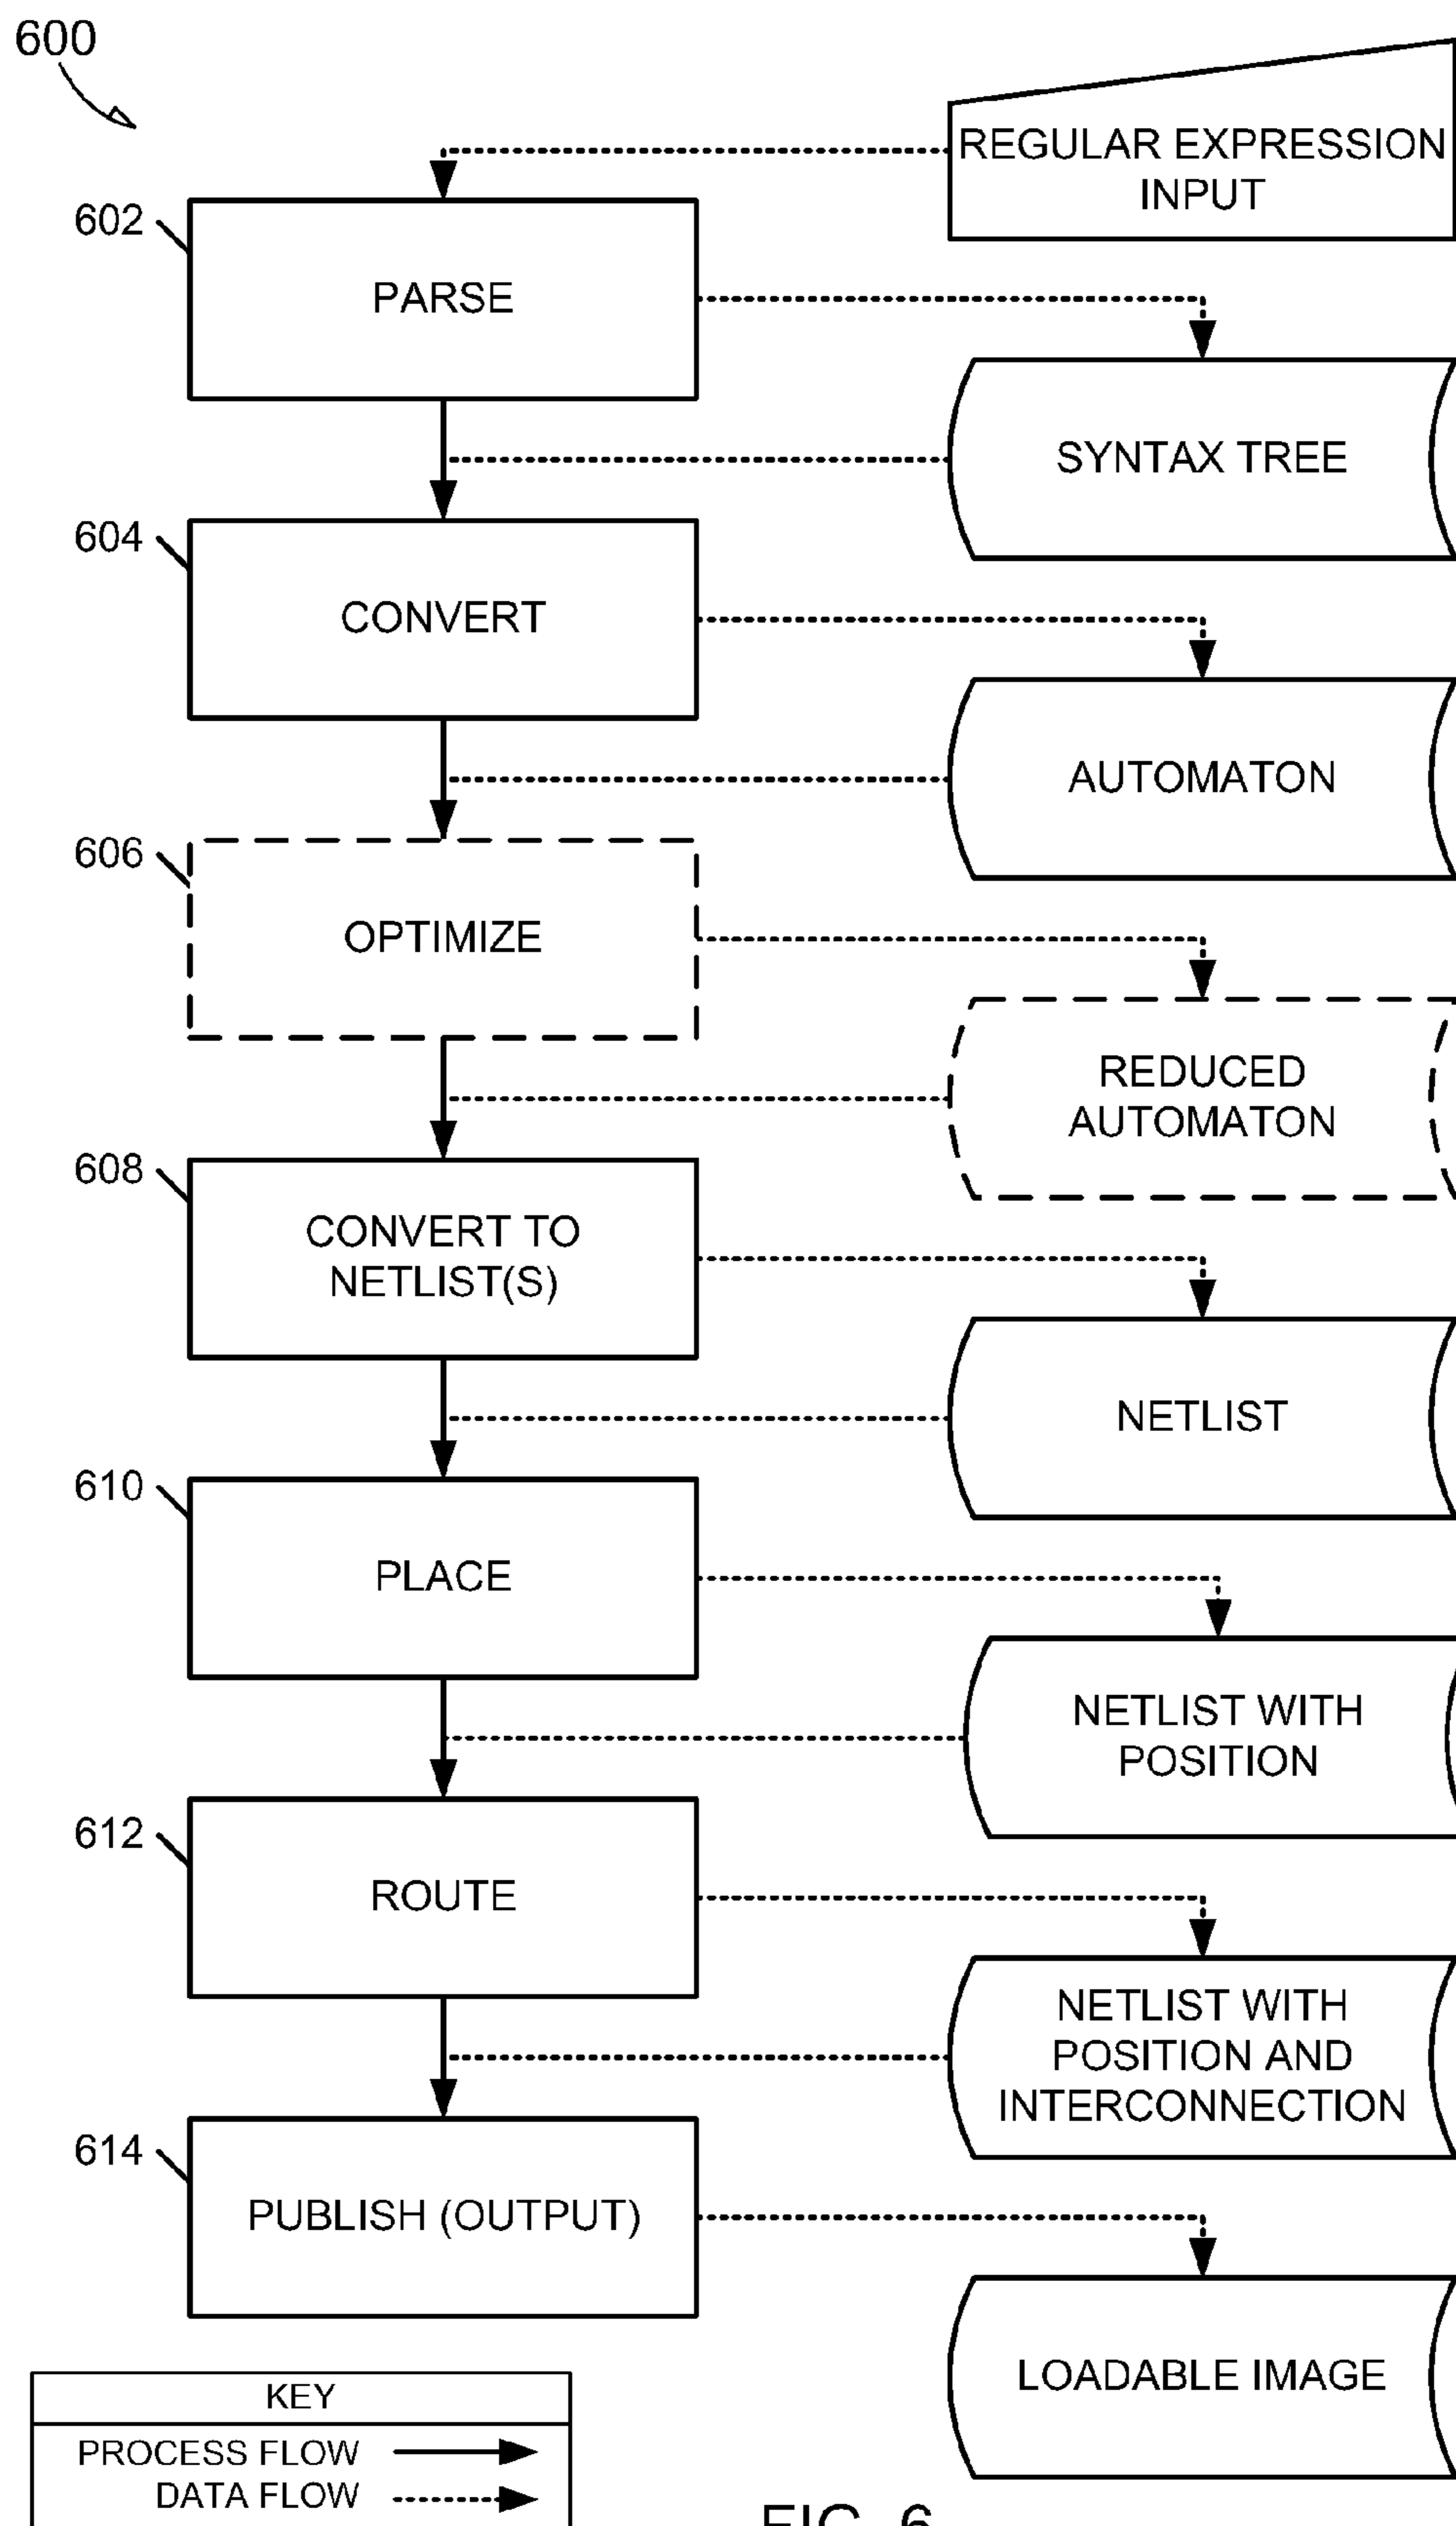 600
REGULAR EXPRESSION
INPUT
602
PARSE
SYNTAX TREE
604
CONVERT
AUTOMATON
606
OPTIMIZE
REDUCED
AUTOMATON
608
CONVERT TO
NETLIST(S)
NETLIST
610
PLACE
NETLIST WITH
POSITION
612
ROUTE
NETLIST WITH
POSITION AND
INTERCONNECTION
614
PUBLISH (OUTPUT)
LOADABLE IMAGE
KEY
PROCESS FLOW
DATA FLOW
FIG. 6